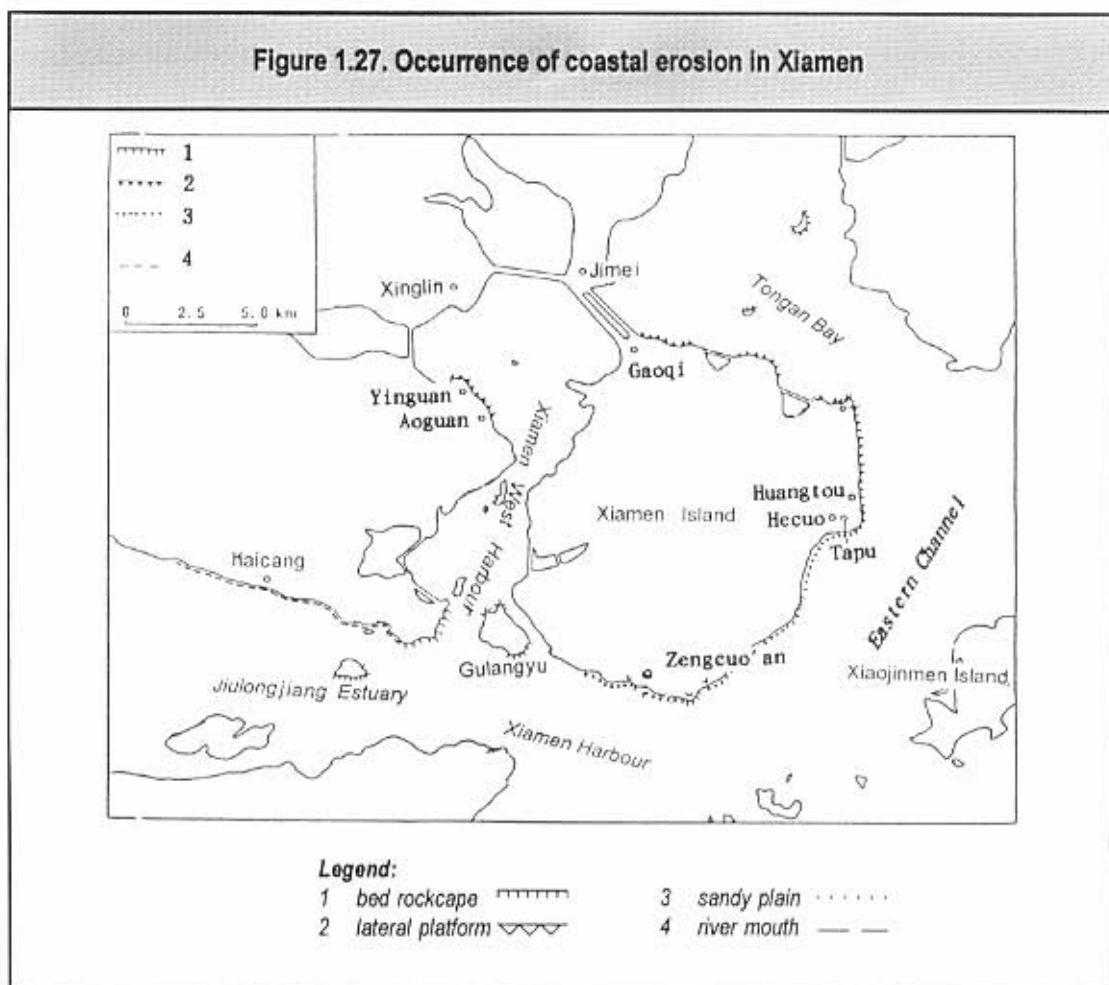 Figure 1.27. Occurrence of coastal erosion in Xiamen
1
2
3
4
0 2.5 5.0 km
Jimei
Xinglin
Tongan Bay
Gaoqi
Yinguan
Aoguan
Xiamen West Harbour
Huangtou
Xiamen Island
Hecuo
Tapu
Haicang
Eastern Channel
Zengcuo'an
Gulangyu
Xiaojinmen Island
Jiulongjiang Estuary
Xiamen Harbour
Legend:
1 bed rockcape
3 sandy plain
2 lateral platform
4 river mouth